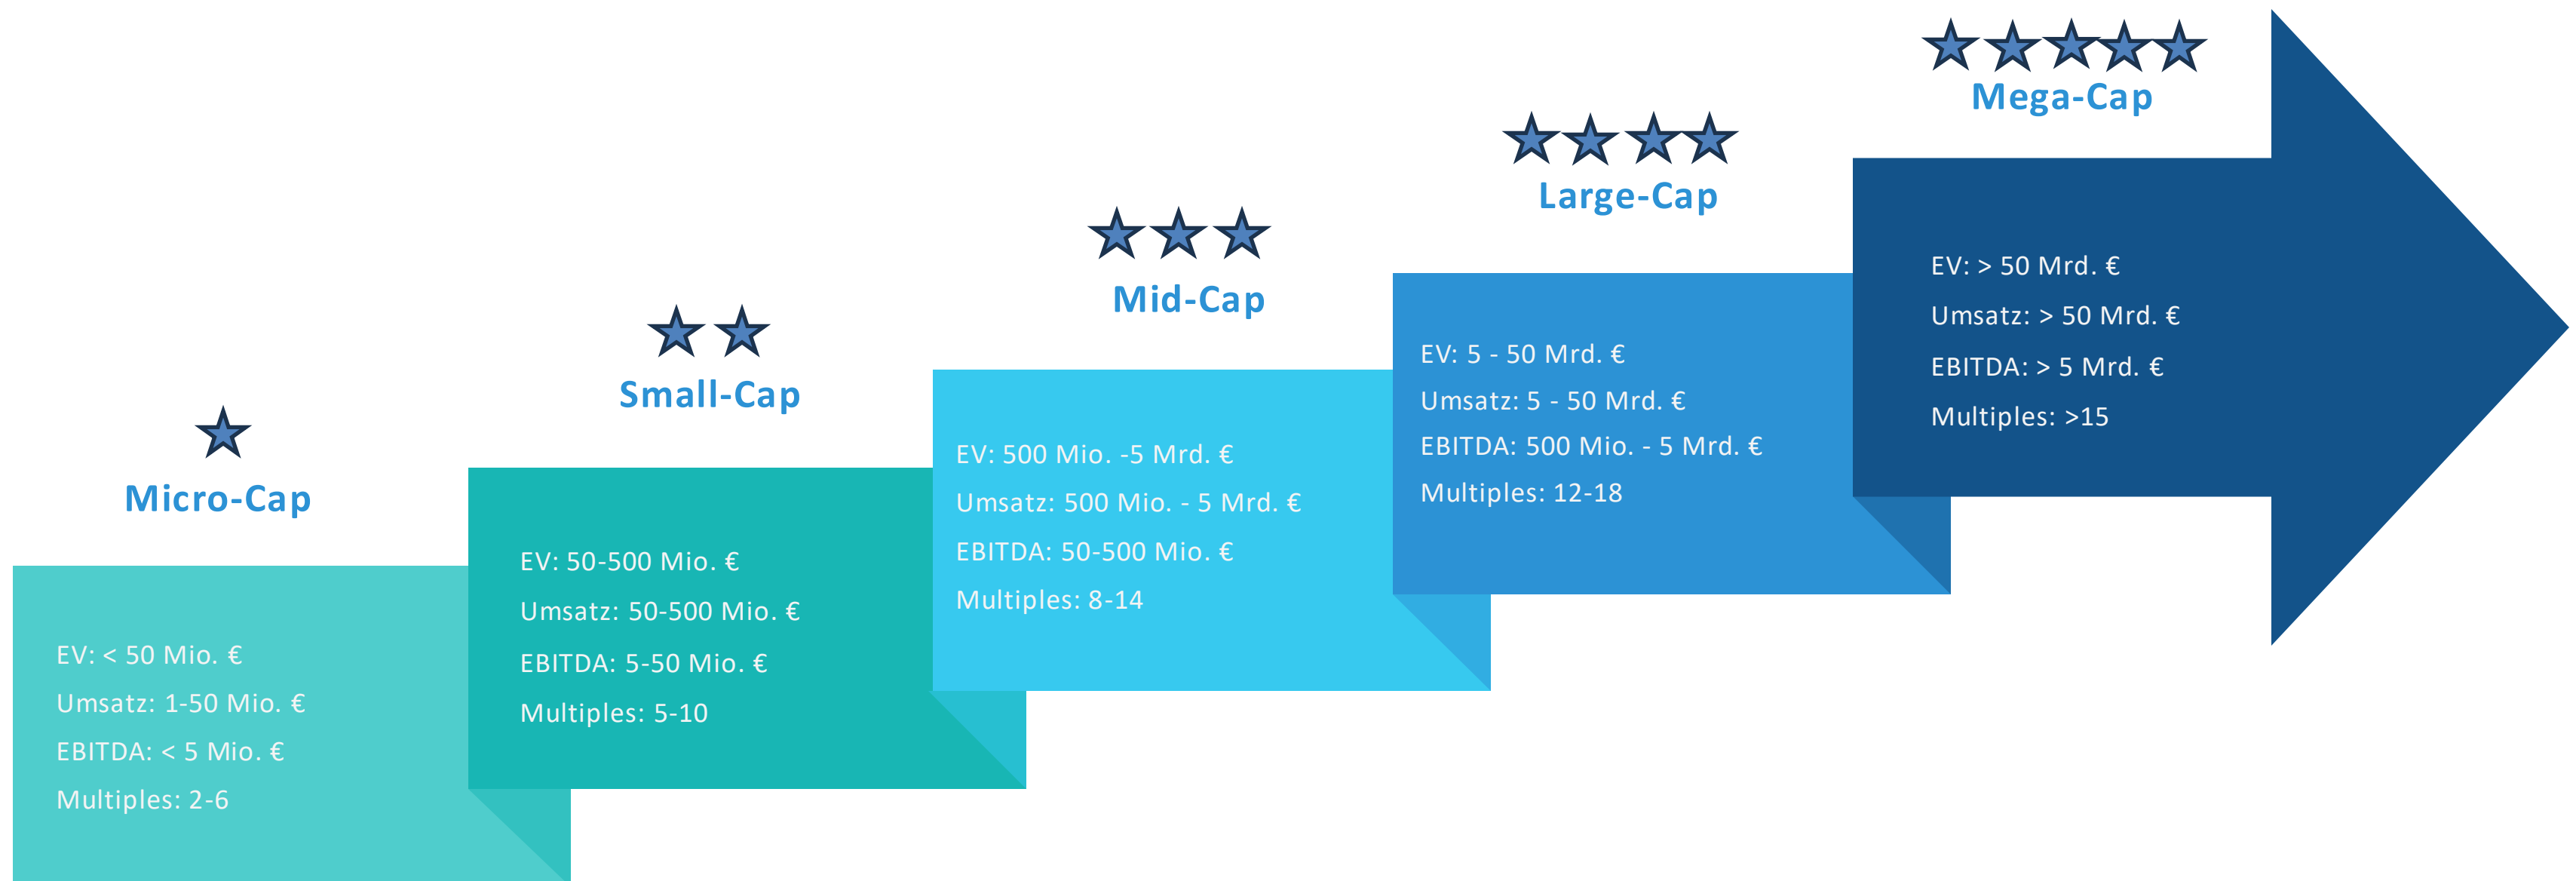 Micro-Cap
EV: < 50 Mio. €
Umsatz: 1-50 Mio. €
EBITDA: < 5 Mio. €
Multiples: 2-6
Small-Cap
EV: 50-500 Mio. €
Umsatz: 50-500 Mio. €
EBITDA: 5-50 Mio. €
Multiples: 5-10
Mid-Cap
EV: 500 Mio. -5 Mrd. €
Umsatz: 500 Mio. - 5 Mrd. €
EBITDA: 50-500 Mio. €
Multiples: 8-14
Large-Cap
EV: 5 - 50 Mrd. €
Umsatz: 5 - 50 Mrd. €
EBITDA: 500 Mio. - 5 Mrd. €
Multiples: 12-18
Mega-Cap
EV: > 50 Mrd. €
Umsatz: > 50 Mrd. €
EBITDA: > 5 Mrd. €
Multiples: >15